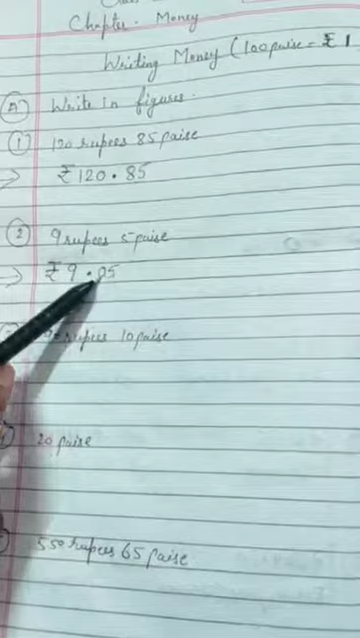 Chapter. Money
Writing Money (100 paise = ₹ 1
A Write in figures.
1 120 rupees 85 paise
→ ₹120.85
2 9 rupees 5 paise
→ ₹9.05
rupees 10 paise
20 paise
550 rupees 65 paise